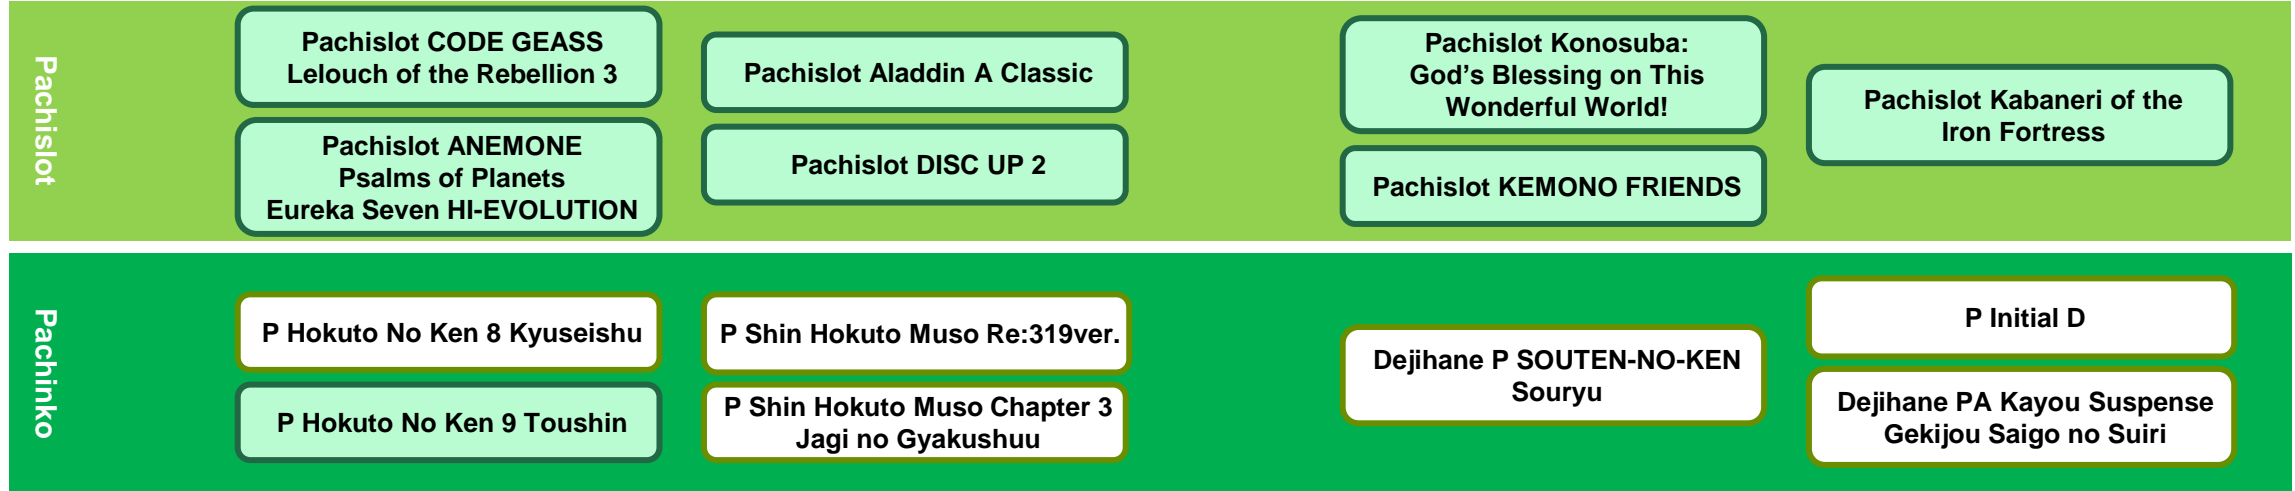 Pachislot
Pachislot CODE GEASS
Lelouch of the Rebellion 3
Pachislot ANEMONE
Psalms of Planets
Eureka Seven HI-EVOLUTION
Pachislot Aladdin A Classic
Pachislot DISC UP 2
Pachislot Konosuba:
God’s Blessing on This
Wonderful World!
Pachislot KEMONO FRIENDS
Pachislot Kabaneri of the
Iron Fortress
Pachinko
P Hokuto No Ken 8 Kyuseishu
P Hokuto No Ken 9 Toushin
P Shin Hokuto Muso Re:319ver.
P Shin Hokuto Muso Chapter 3
Jagi no Gyakushuu
Dejihane P SOUTEN-NO-KEN
Souryu
P Initial D
Dejihane PA Kayou Suspense
Gekijou Saigo no Suiri